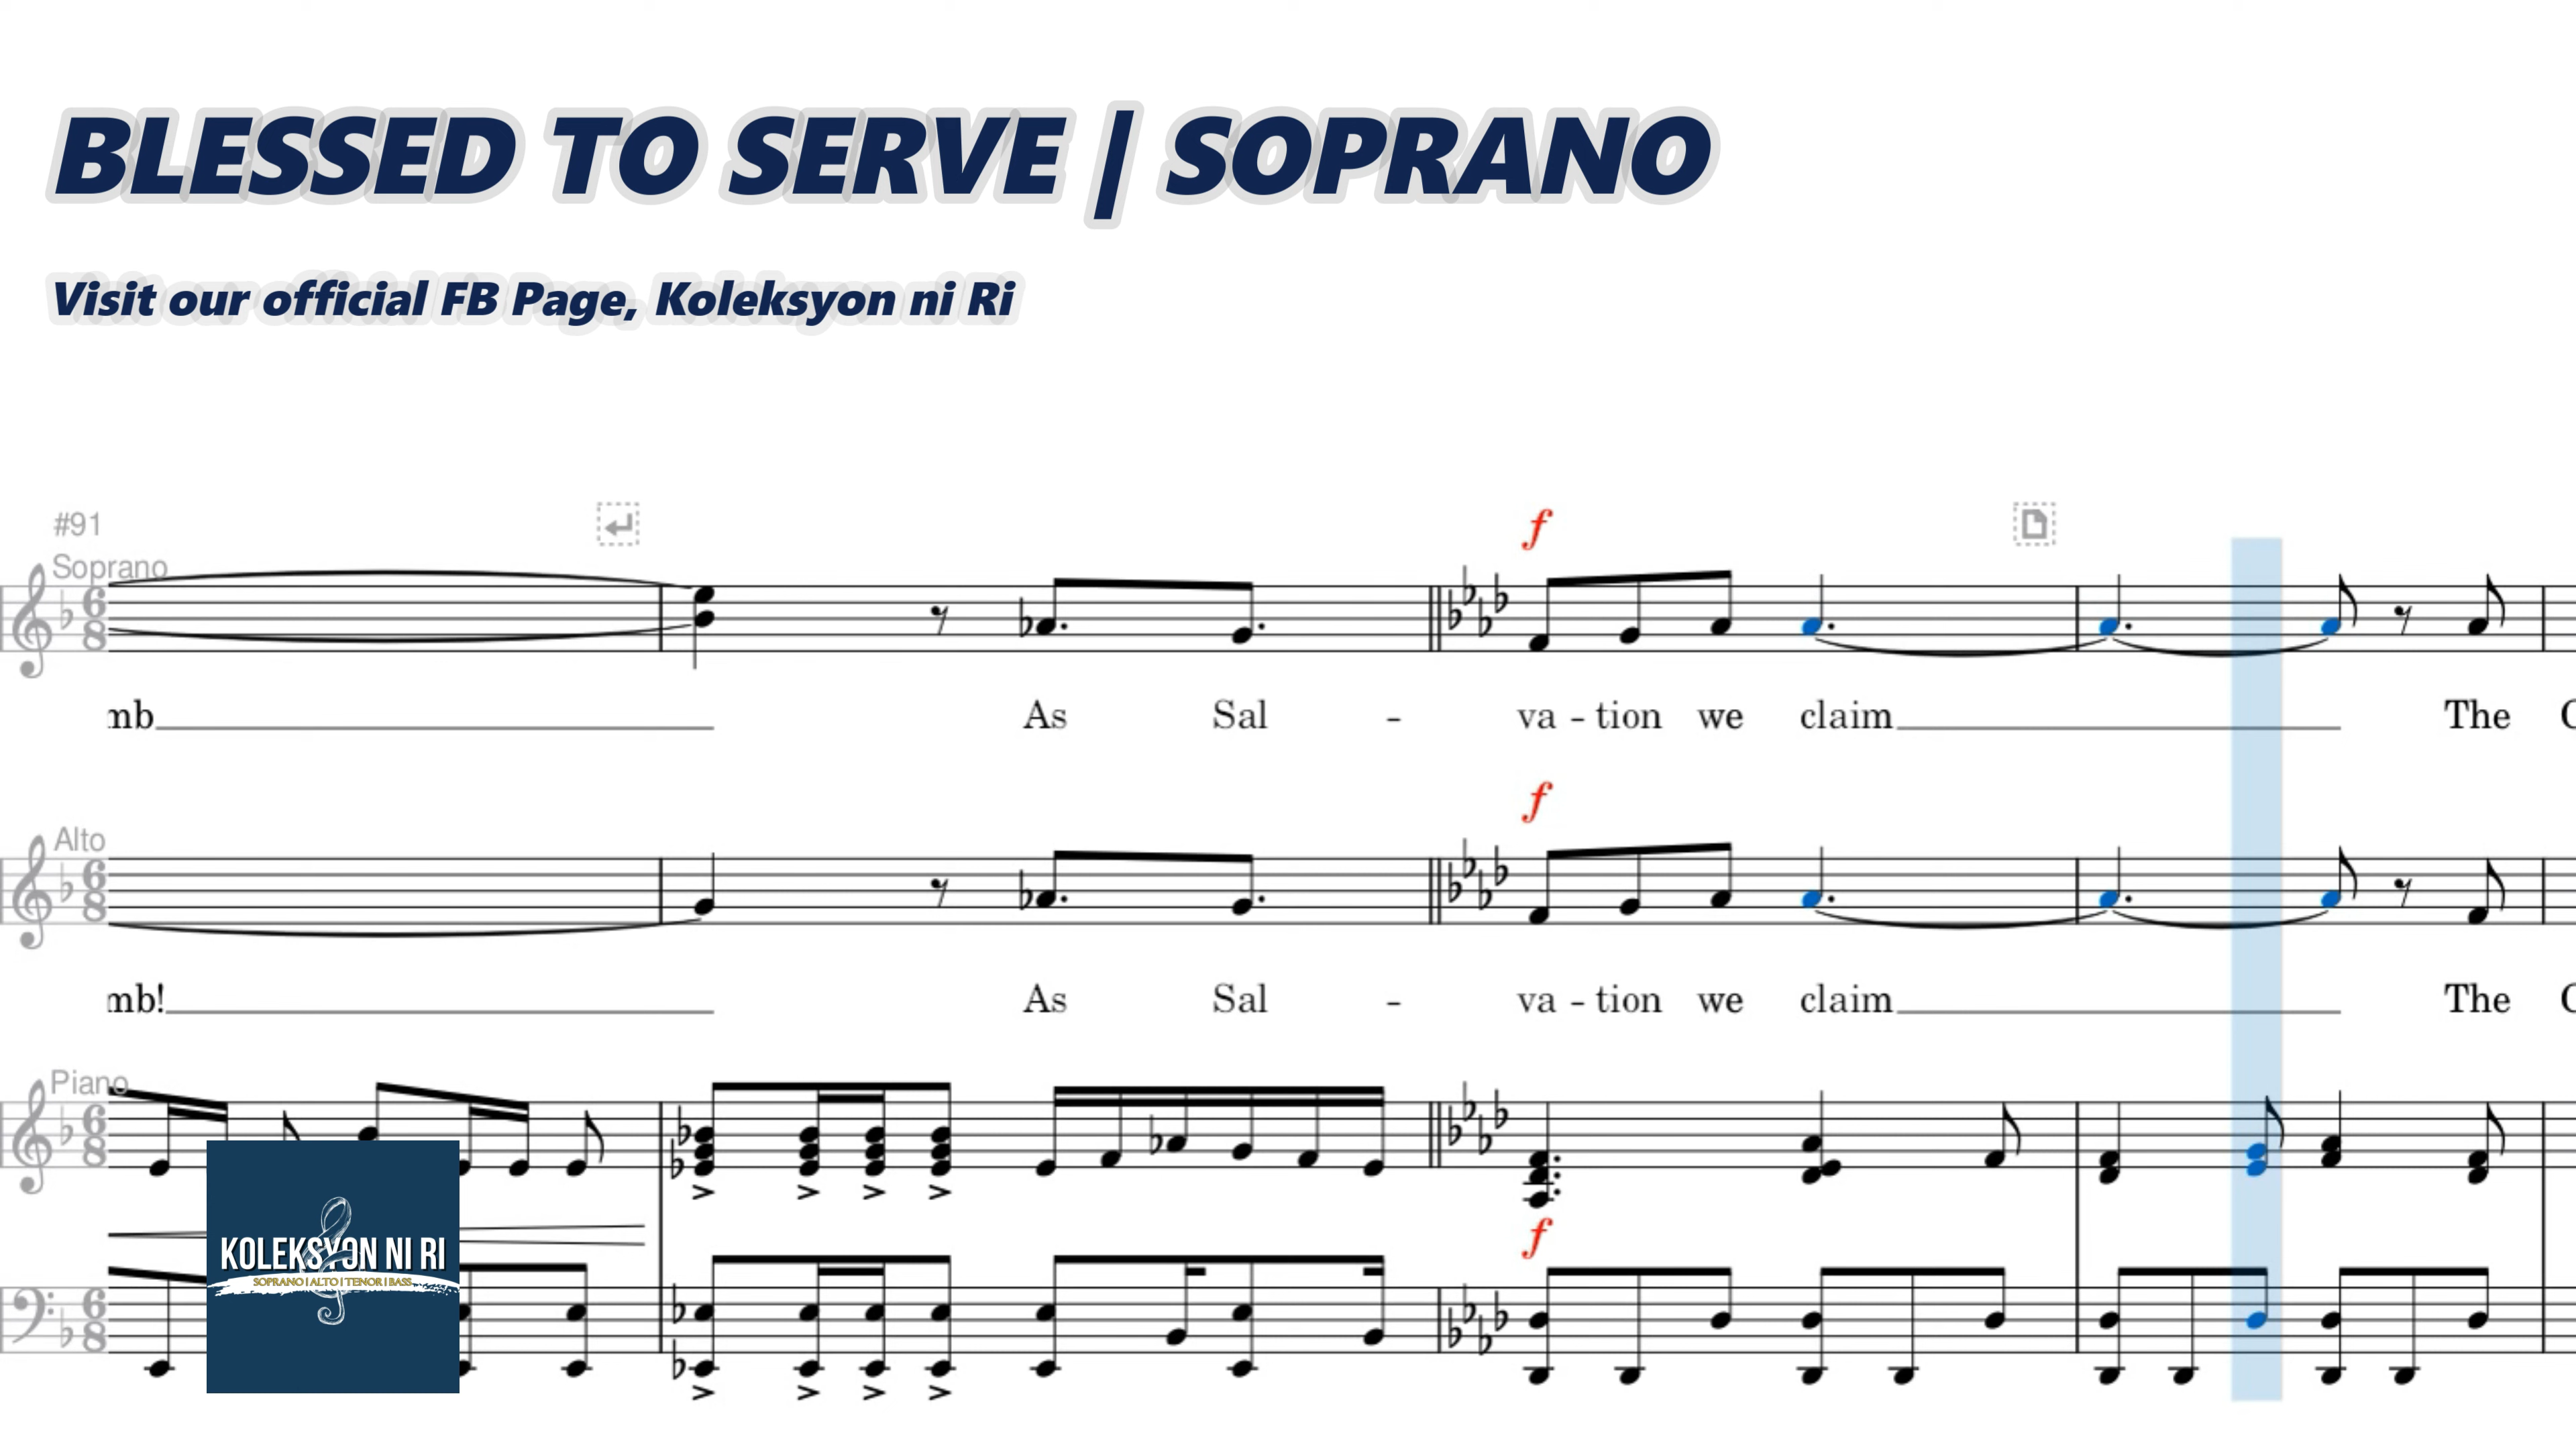 BLESSED TO SERVE | SOPRANO
Visit our official FB Page, Koleksyon ni Ri
#91
Soprano
f
mb As Sal - va - tion we claim The
Alto
f
mb! As Sal - va - tion we claim The
Piano
f
KOLEKSYON NI RI
SOPRANO | ALTO | TENOR | BASS